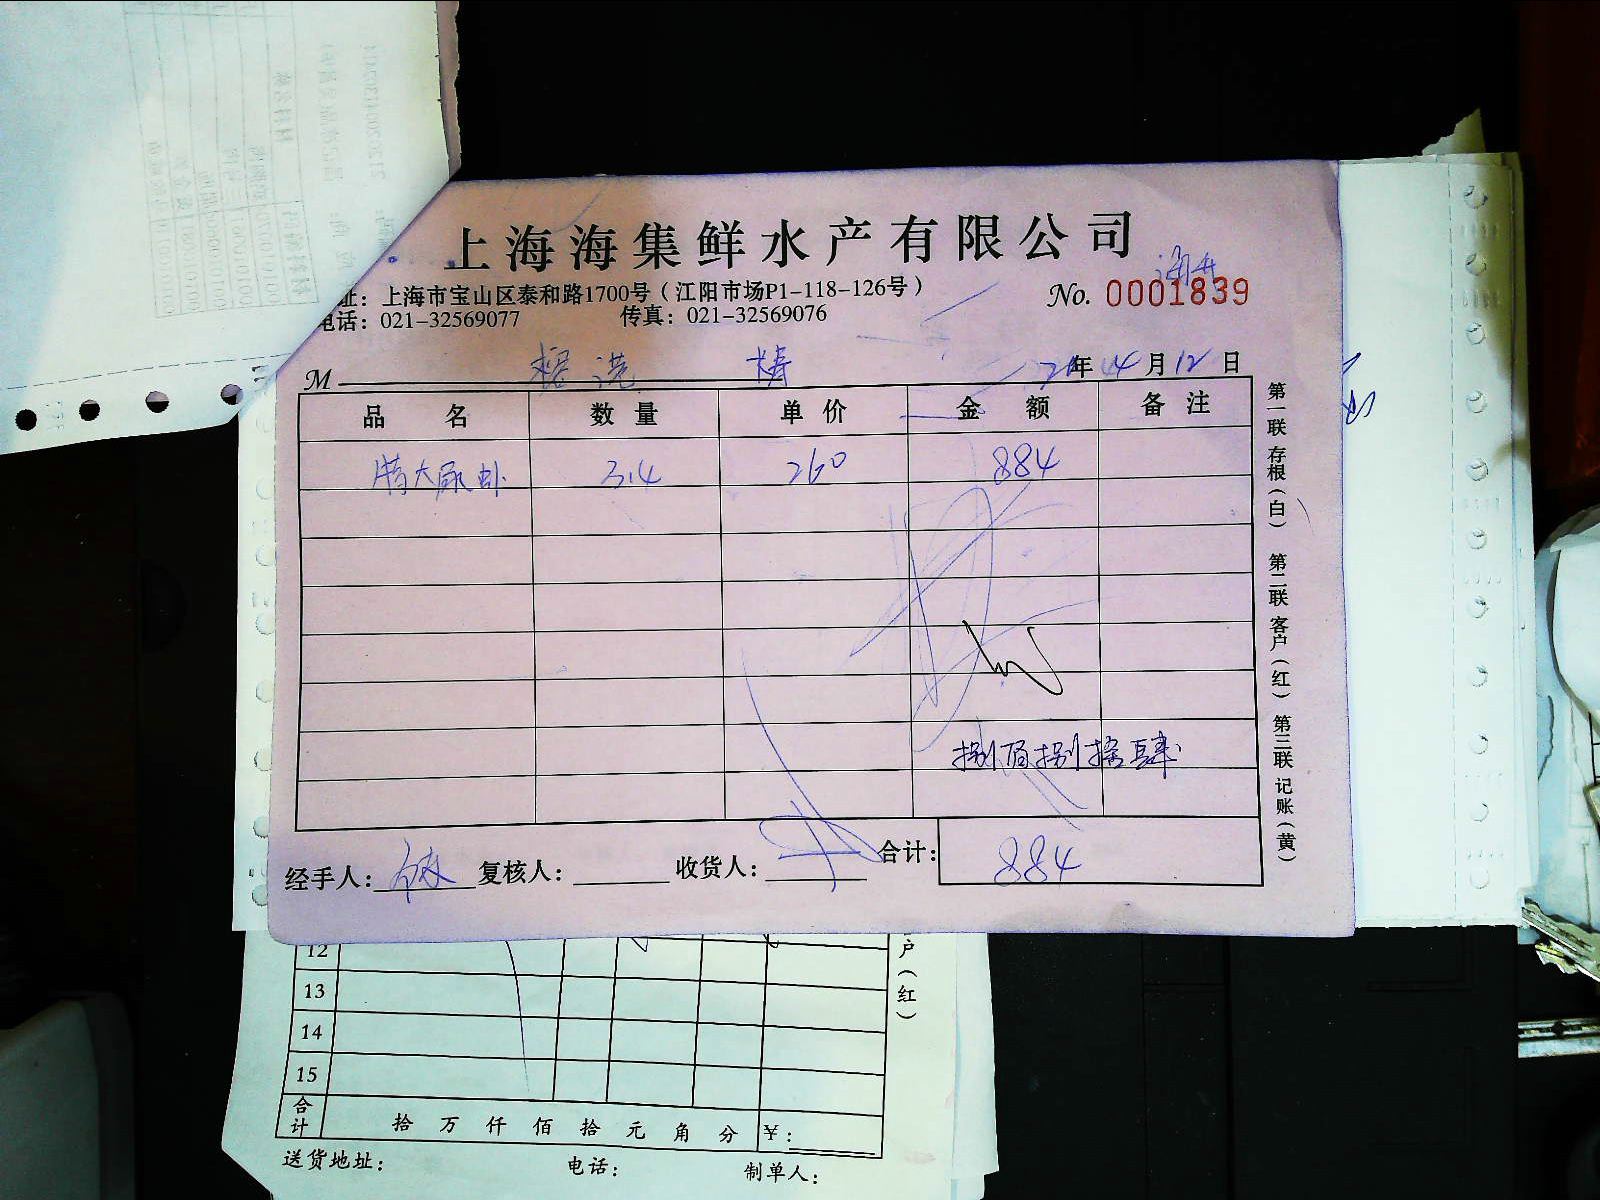 上海海集鲜水产有限公司
址：上海市宝山区泰和路1700号（江阳市场P1-118-126号）
No. 0001839
电话：021-32569077 传真：021-32569076
M 年 4月12日
品名 数量 单价 金额 备注
大尿虾 3.4 260 884
捌佰捌拾肆
经手人： 复核人： 收货人： 合计： 884
第一联 存根（白） 第二联 客户（红） 第三联 记账（黄）
12
13
14
15
合计 拾 万 仟 佰 拾 元 角 分 ¥：
送货地址： 电话： 制单人：
户（红）